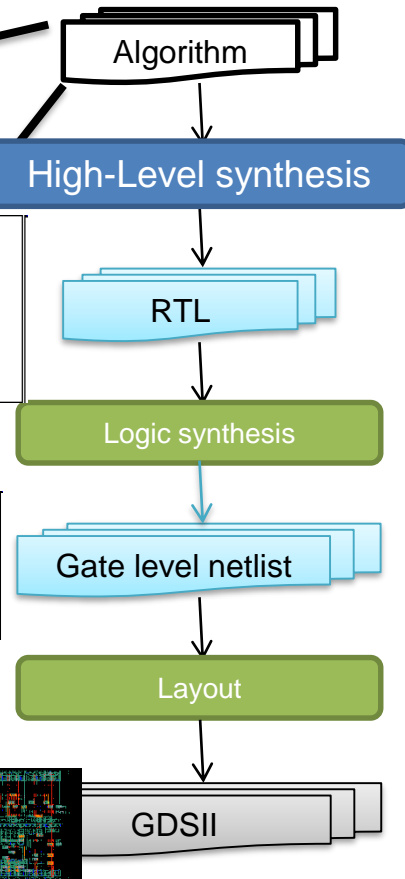 Algorithm
High-Level synthesis
RTL
Logic synthesis
Gate level netlist
Layout
GDSII